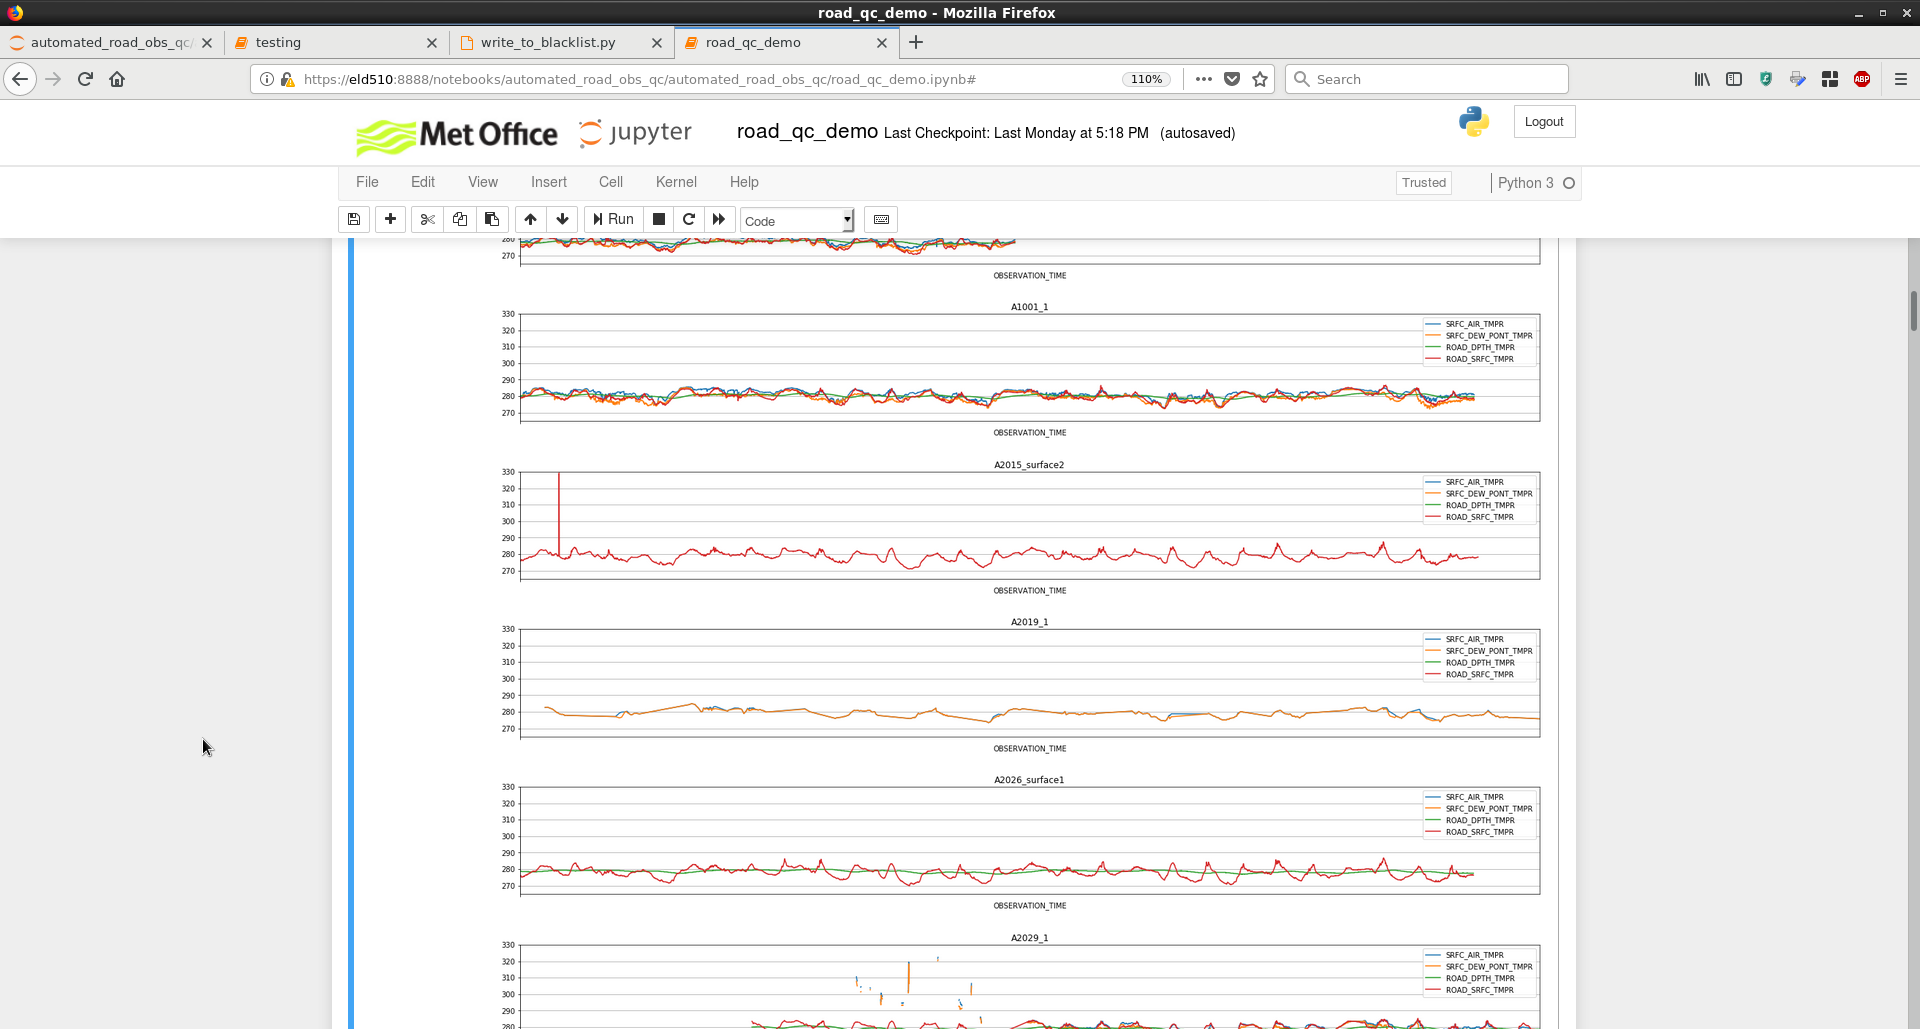 road_qc_demo - Mozilla Firefox
automated_road_obs_qc/
testing
write_to_blacklist.py
road_qc_demo
https://eld510:8888/notebooks/automated_road_obs_qc/automated_road_obs_qc/road_qc_demo.ipynb#
110%
Search
ABP
Met Office
jupyter
road_qc_demo Last Checkpoint: Last Monday at 5:18 PM (autosaved)
Logout
File Edit View Insert Cell Kernel Help
Trusted
Python 3
Run
Code
280
270
OBSERVATION_TIME
A1001_1
330
320
310
300
290
280
270
SRFC_AIR_TMPR
SRFC_DEW_PONT_TMPR
ROAD_DPTH_TMPR
ROAD_SRFC_TMPR
OBSERVATION_TIME
A2015_surface2
330
320
310
300
290
280
270
SRFC_AIR_TMPR
SRFC_DEW_PONT_TMPR
ROAD_DPTH_TMPR
ROAD_SRFC_TMPR
OBSERVATION_TIME
A2019_1
330
320
310
300
290
280
270
SRFC_AIR_TMPR
SRFC_DEW_PONT_TMPR
ROAD_DPTH_TMPR
ROAD_SRFC_TMPR
OBSERVATION_TIME
A2026_surface1
330
320
310
300
290
280
270
SRFC_AIR_TMPR
SRFC_DEW_PONT_TMPR
ROAD_DPTH_TMPR
ROAD_SRFC_TMPR
OBSERVATION_TIME
A2029_1
330
320
310
300
290
280
SRFC_AIR_TMPR
SRFC_DEW_PONT_TMPR
ROAD_DPTH_TMPR
ROAD_SRFC_TMPR